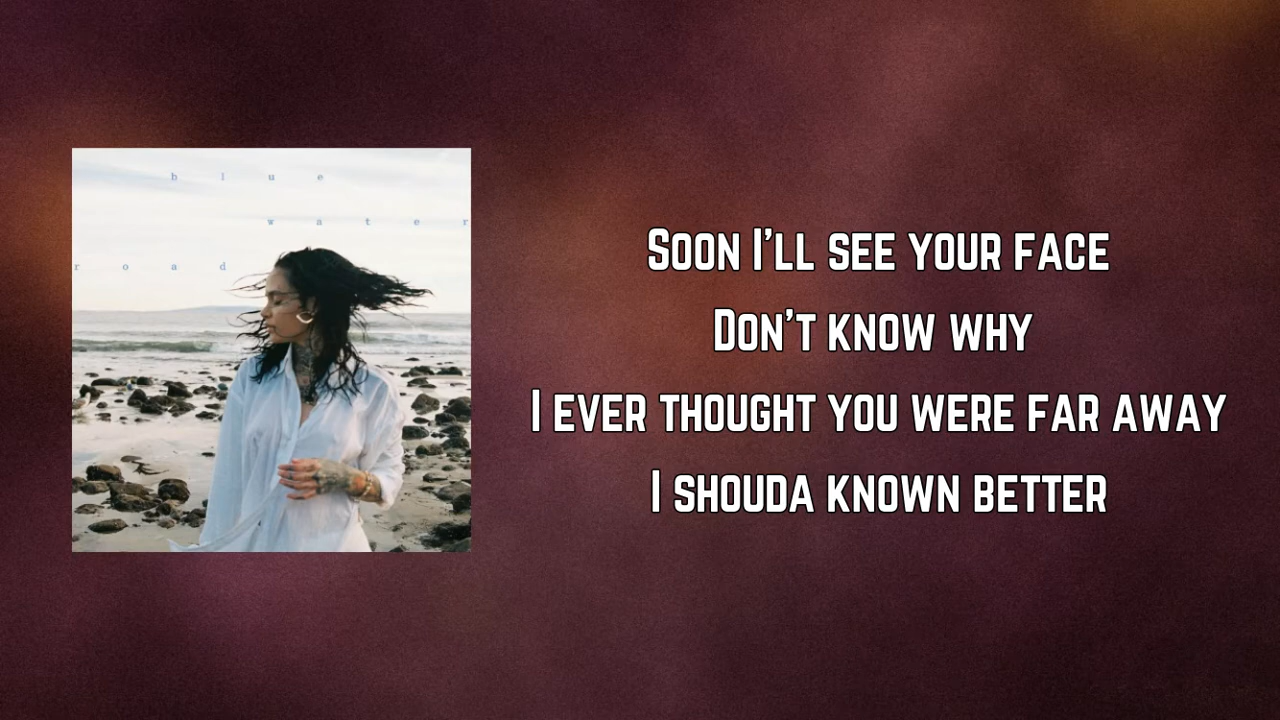 blue
water
road
Soon I'll see your face
Don't know why
I ever thought you were far away
I shouda known better